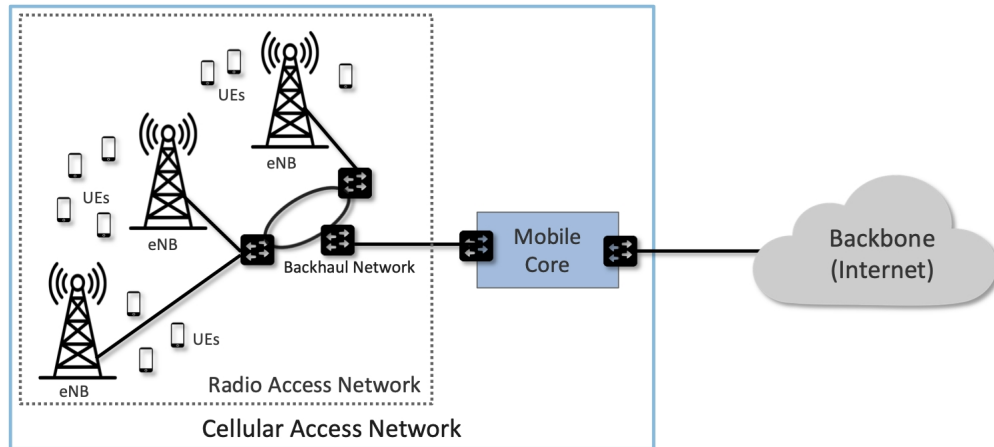 UEs
eNB
UEs
eNB
Backhaul Network
UEs
eNB
Radio Access Network
Cellular Access Network
Mobile
Core
Backbone
(Internet)